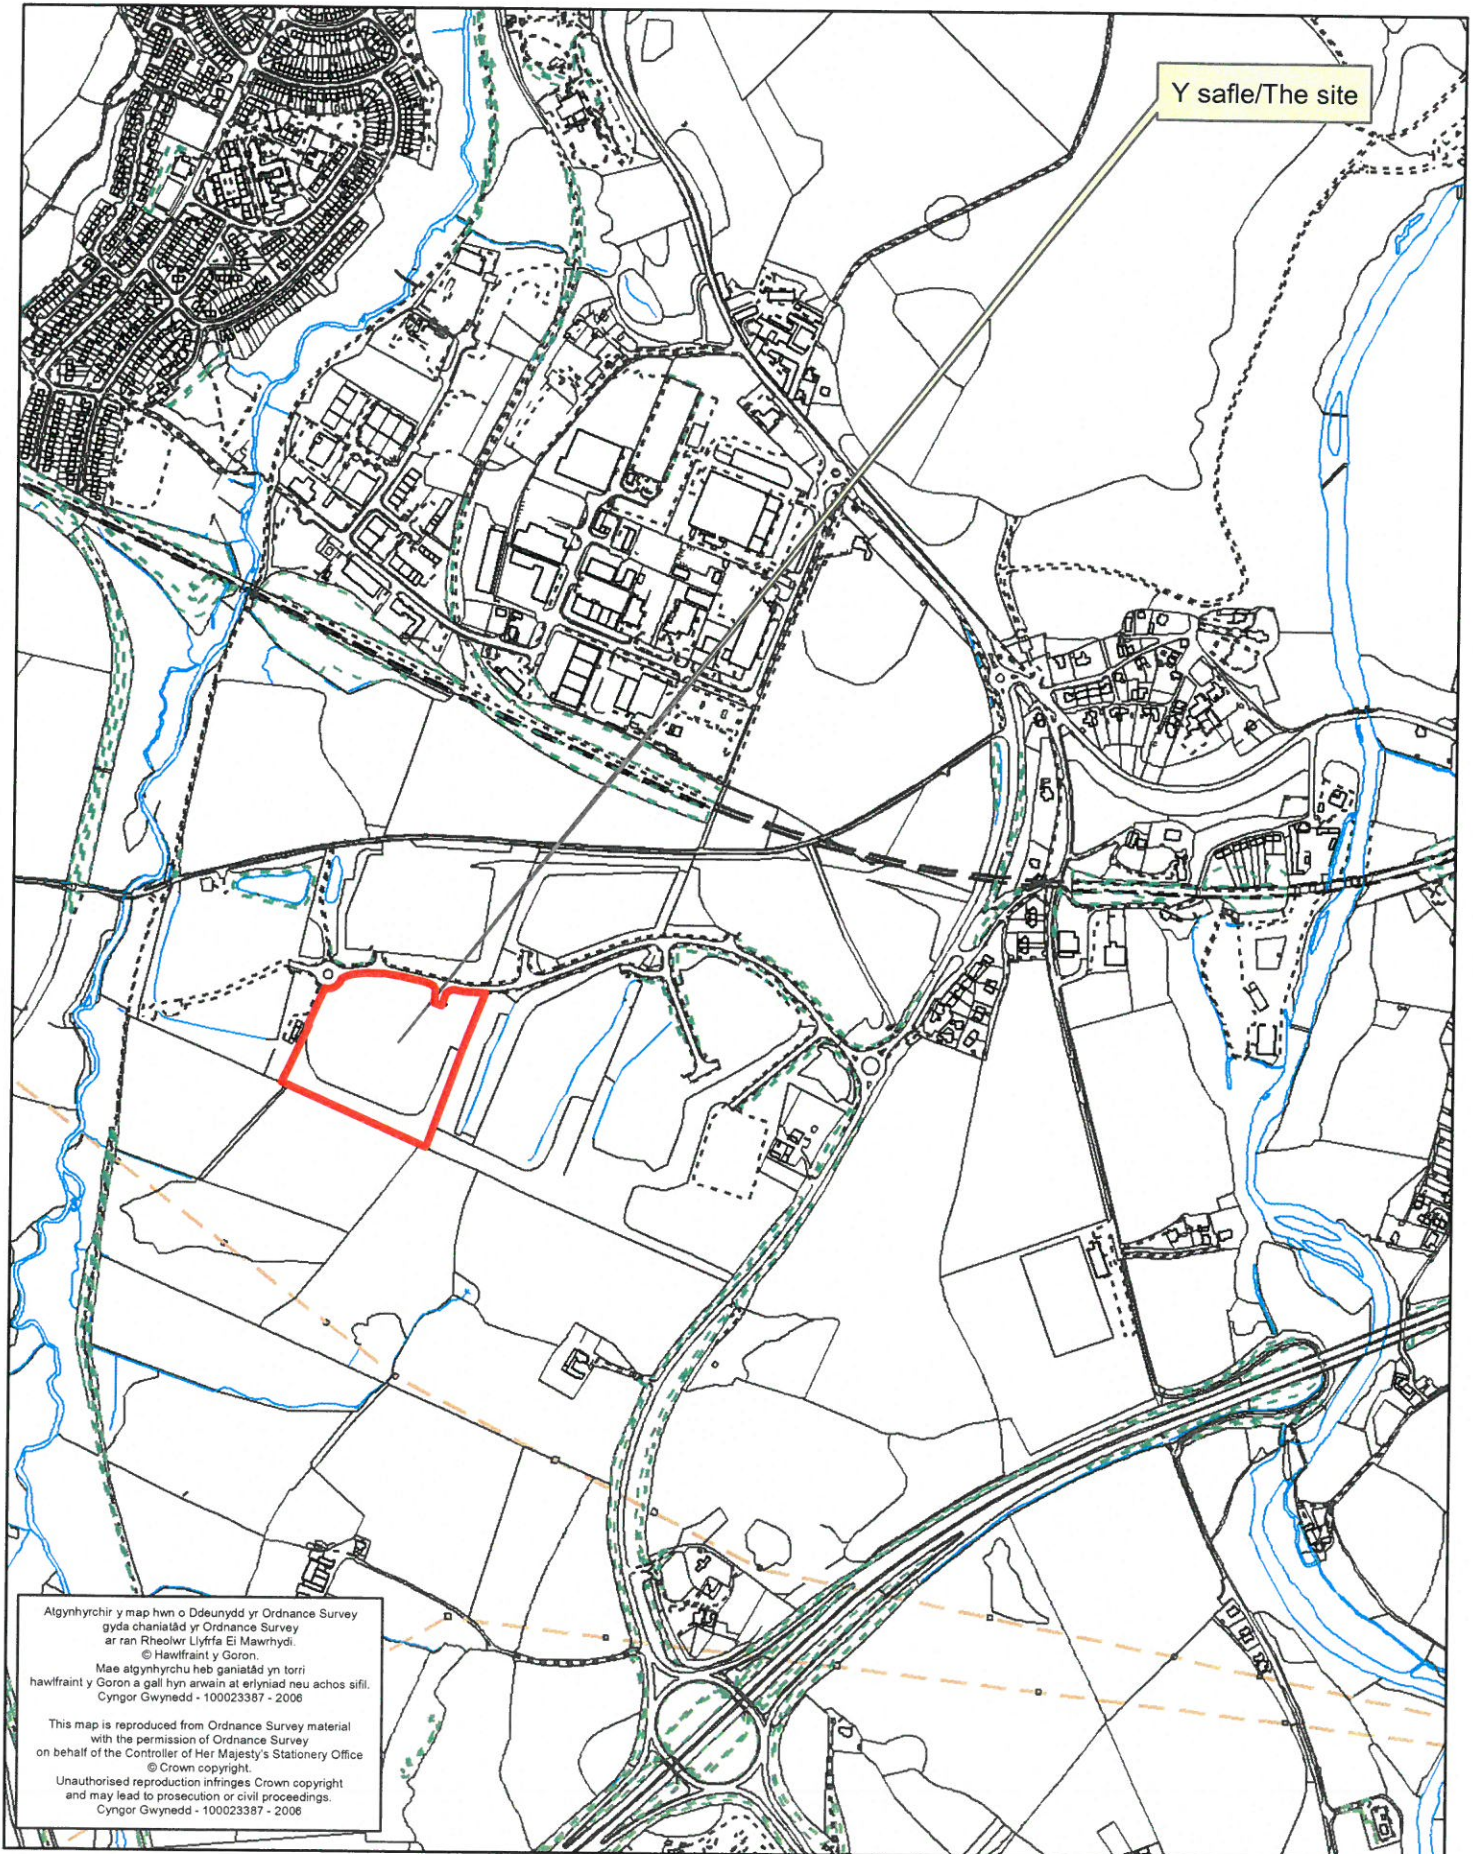 Y safle/The site
Atgynhyrchir y map hwn o Ddeunydd yr Ordnance Survey
gyda chaniatâd yr Ordnance Survey
ar ran Rheolwr Llyfrfa Ei Mawrhydi.
© Hawlfraint y Goron.
Mae atgynhyrchu heb ganiatâd yn torri
hawlfraint y Goron a gall hyn arwain at erlyniad neu achos sifil.
Cyngor Gwynedd - 100023387 - 2006
This map is reproduced from Ordnance Survey material
with the permission of Ordnance Survey
on behalf of the Controller of Her Majesty's Stationery Office
© Crown copyright.
Unauthorised reproduction infringes Crown copyright
and may lead to prosecution or civil proceedings.
Cyngor Gwynedd - 100023387 - 2006